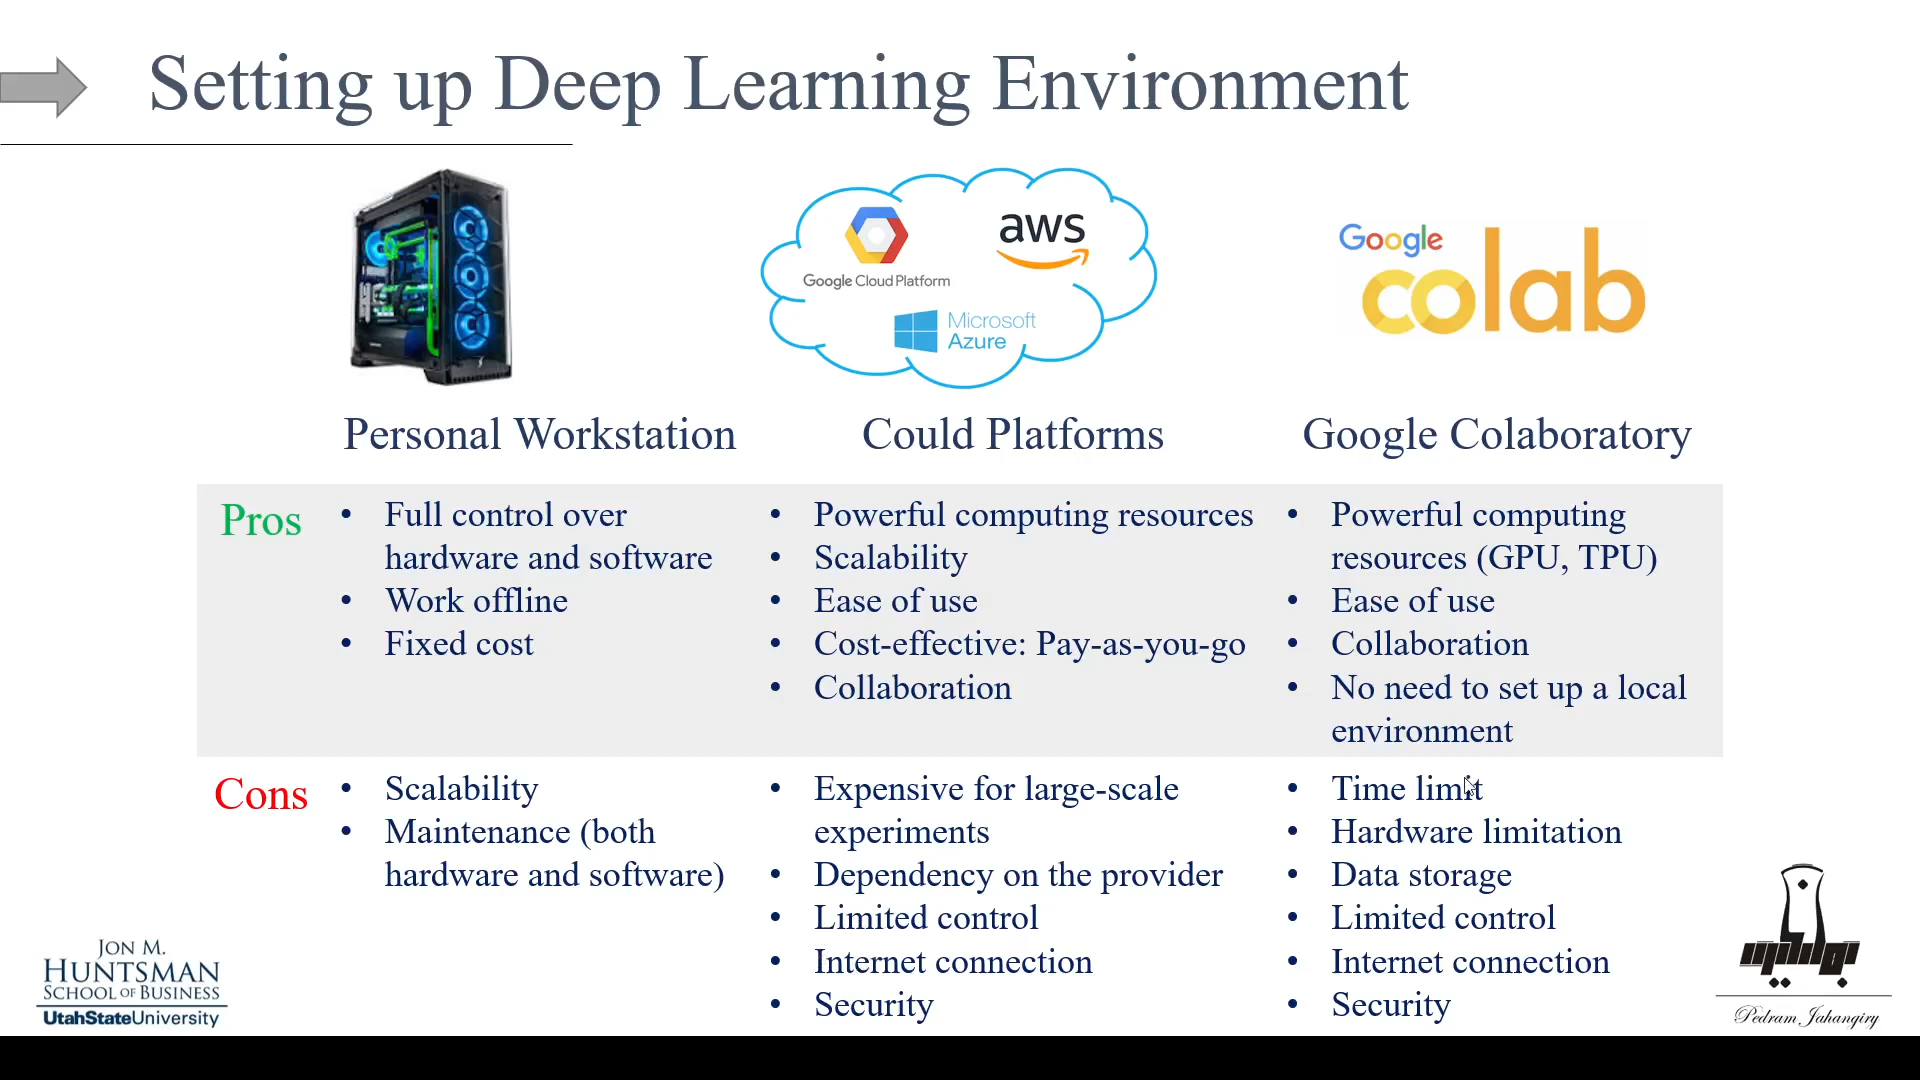 Setting up Deep Learning Environment
Google Cloud Platform
aws
Microsoft
Azure
Google
colab
Personal Workstation
Could Platforms
Google Colaboratory
Pros
• Full control over
hardware and software
• Work offline
• Fixed cost
• Powerful computing resources
• Scalability
• Ease of use
• Cost-effective: Pay-as-you-go
• Collaboration
• Powerful computing
resources (GPU, TPU)
• Ease of use
• Collaboration
• No need to set up a local
environment
Cons
• Scalability
• Maintenance (both
hardware and software)
• Expensive for large-scale
experiments
• Dependency on the provider
• Limited control
• Internet connection
• Security
• Time limit
• Hardware limitation
• Data storage
• Limited control
• Internet connection
• Security
JON M.
HUNTSMAN
SCHOOL OF BUSINESS
UtahStateUniversity
Pedram Jahangiry